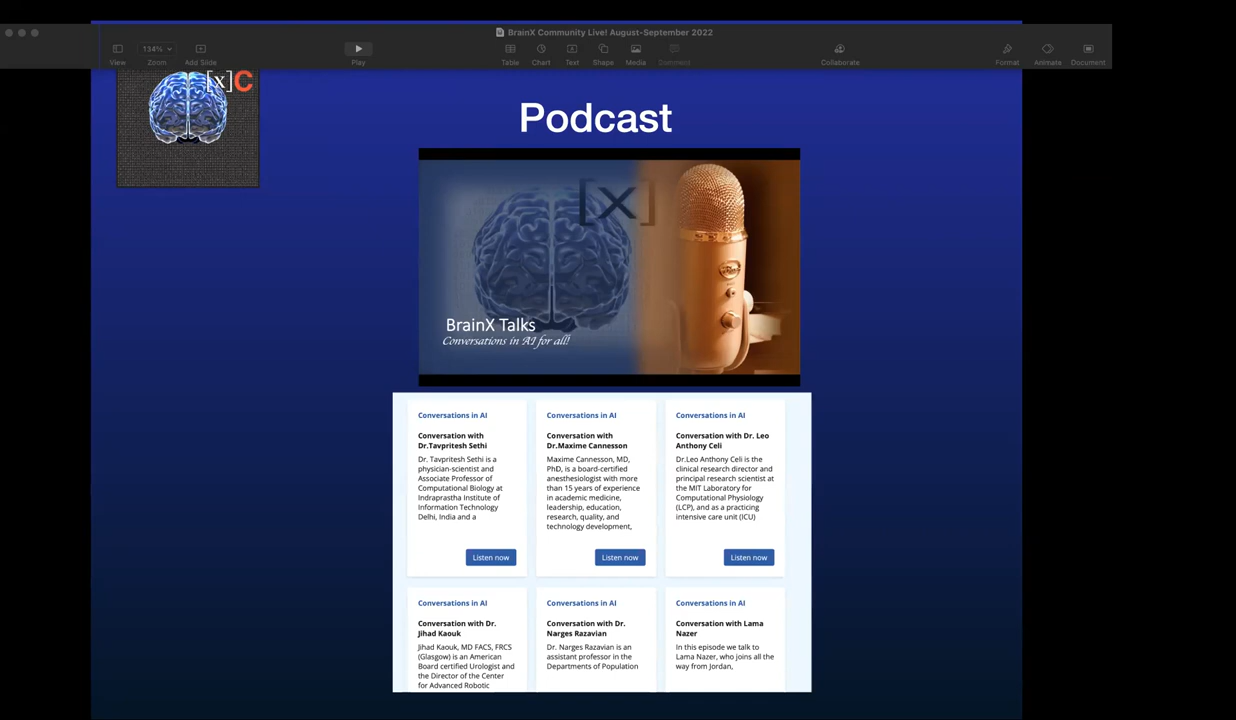 BrainX Community Live! August-September 2022
134%
View
Zoom
Add Slide
Play
Table
Chart
Text
Shape
Media
Comment
Collaborate
Format
Animate
Document
[x]C
Podcast
[X]
BrainX Talks
Conversations in AI for all!
Conversations in AI
Conversation with
Dr.Tavpritesh Sethi
Dr. Tavpritesh Sethi is a
physician-scientist and
Associate Professor of
Computational Biology at
Indraprastha Institute of
Information Technology
Delhi, India and a
Listen now
Conversations in AI
Conversation with
Dr.Maxime Cannesson
Maxime Cannesson, MD,
PhD, is a board-certified
anesthesiologist with more
than 15 years of experience
in academic medicine,
leadership, education,
research, quality, and
technology development,
Listen now
Conversations in AI
Conversation with Dr. Leo
Anthony Celi
Dr.Leo Anthony Celi is the
clinical research director and
principal research scientist at
the MIT Laboratory for
Computational Physiology
(LCP), and as a practicing
intensive care unit (ICU)
Listen now
Conversations in AI
Conversation with Dr.
Jihad Kaouk
Jihad Kaouk, MD FACS, FRCS
(Glasgow) is an American
Board certified Urologist and
the Director of the Center
for Advanced Robotic
Conversations in AI
Conversation with Dr.
Narges Razavian
Dr. Narges Razavian is an
assistant professor in the
Departments of Population
Conversations in AI
Conversation with Lama
Nazer
In this episode we talk to
Lama Nazer, who joins all the
way from Jordan,